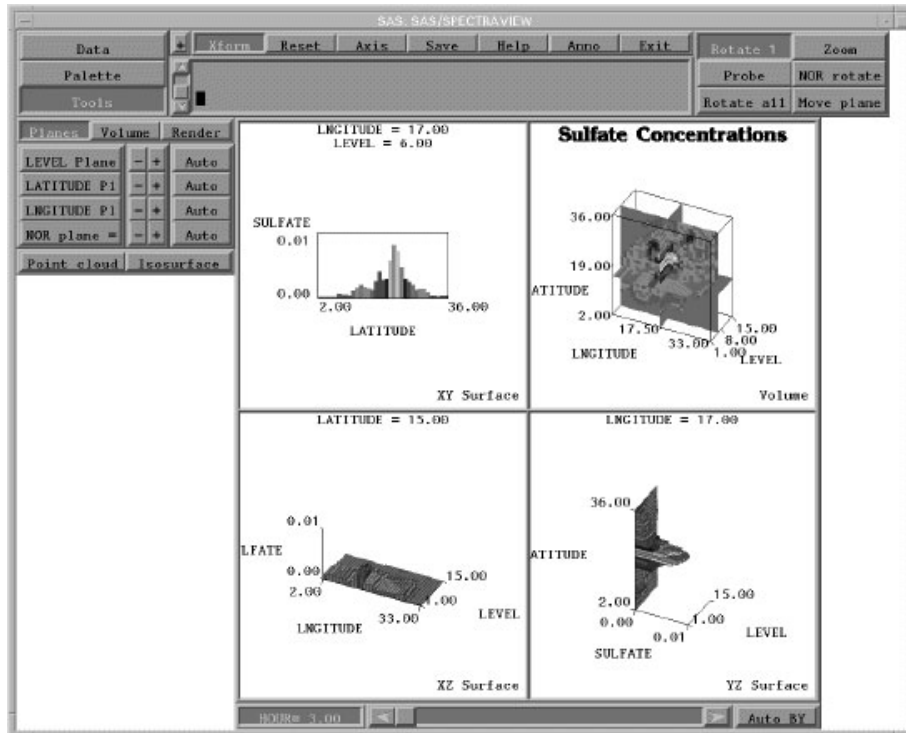 SAS: SAS/SPECTRAVIEW
Data
Palette
Tools
+ Xform Reset Axis Save Help Anno Exit
Rotate 1 Zoom
Probe NOR rotate
Rotate all Move plane
Planes Volume Render
LEVEL Plane - + Auto
LATITUDE Pl - + Auto
LNGITUDE Pl - + Auto
NOR plane = - + Auto
Point cloud Isosurface
LNGITUDE = 17.00
LEVEL = 6.00
SULFATE
0.01
0.00
2.00 36.00
LATITUDE
XY Surface
Sulfate Concentrations
36.00
19.00
ATITUDE
2.00
17.50
33.00
15.00
8.00
1.00
LNGITUDE
LEVEL
Volume
LATITUDE = 15.00
0.01
LFATE
0.00
2.00
15.00
1.00
33.00
LEVEL
LNGITUDE
XZ Surface
LNGITUDE = 17.00
36.00
ATITUDE
2.00
0.00
15.00
1.00
0.01
LEVEL
SULFATE
YZ Surface
HOUR= 3.00
Auto BY